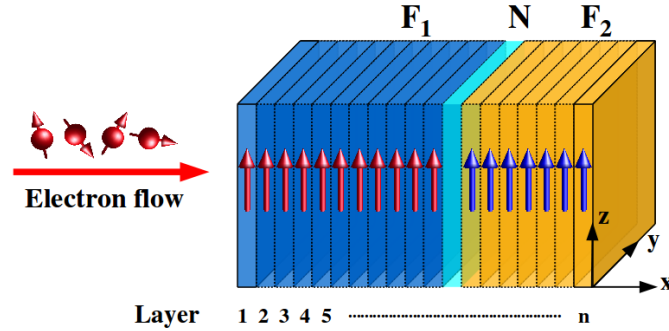 F₁ N F₂
Electron flow
z
y
x
Layer 1 2 3 4 5 ........................................ n